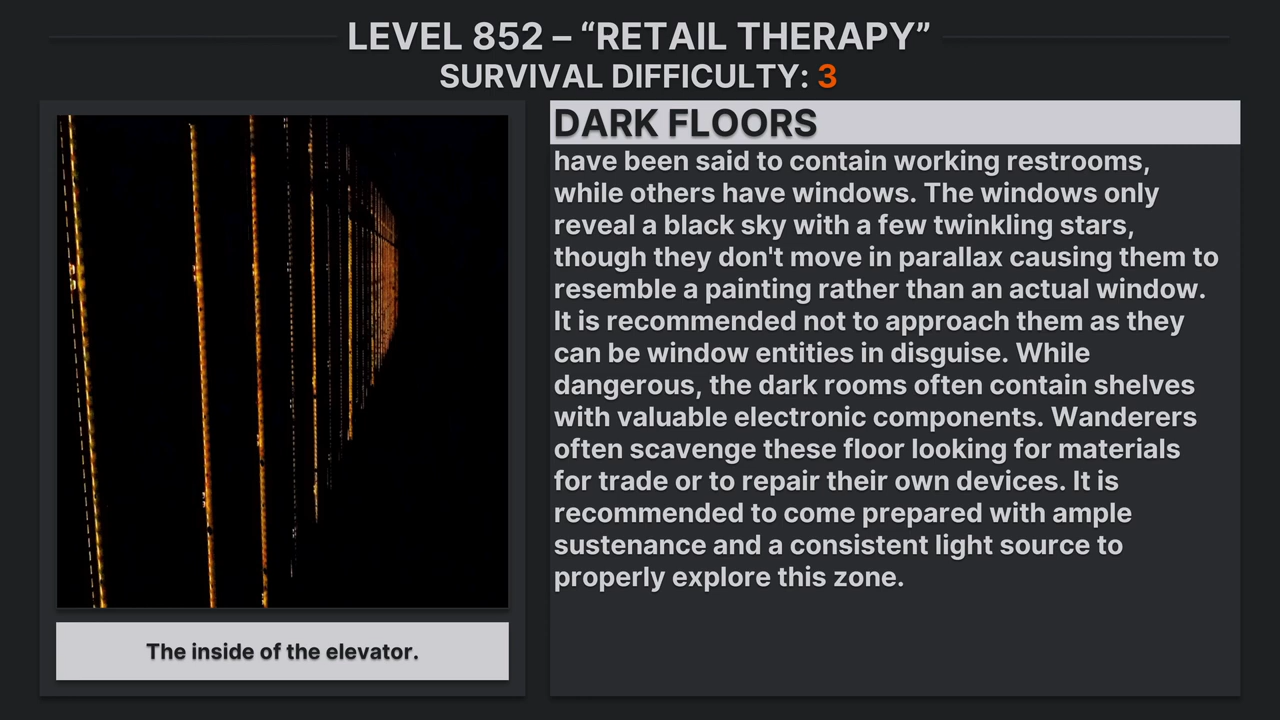 LEVEL 852 – “RETAIL THERAPY”
SURVIVAL DIFFICULTY: 3
DARK FLOORS
have been said to contain working restrooms,
while others have windows. The windows only
reveal a black sky with a few twinkling stars,
though they don't move in parallax causing them to
resemble a painting rather than an actual window.
It is recommended not to approach them as they
can be window entities in disguise. While
dangerous, the dark rooms often contain shelves
with valuable electronic components. Wanderers
often scavenge these floor looking for materials
for trade or to repair their own devices. It is
recommended to come prepared with ample
sustenance and a consistent light source to
properly explore this zone.
The inside of the elevator.